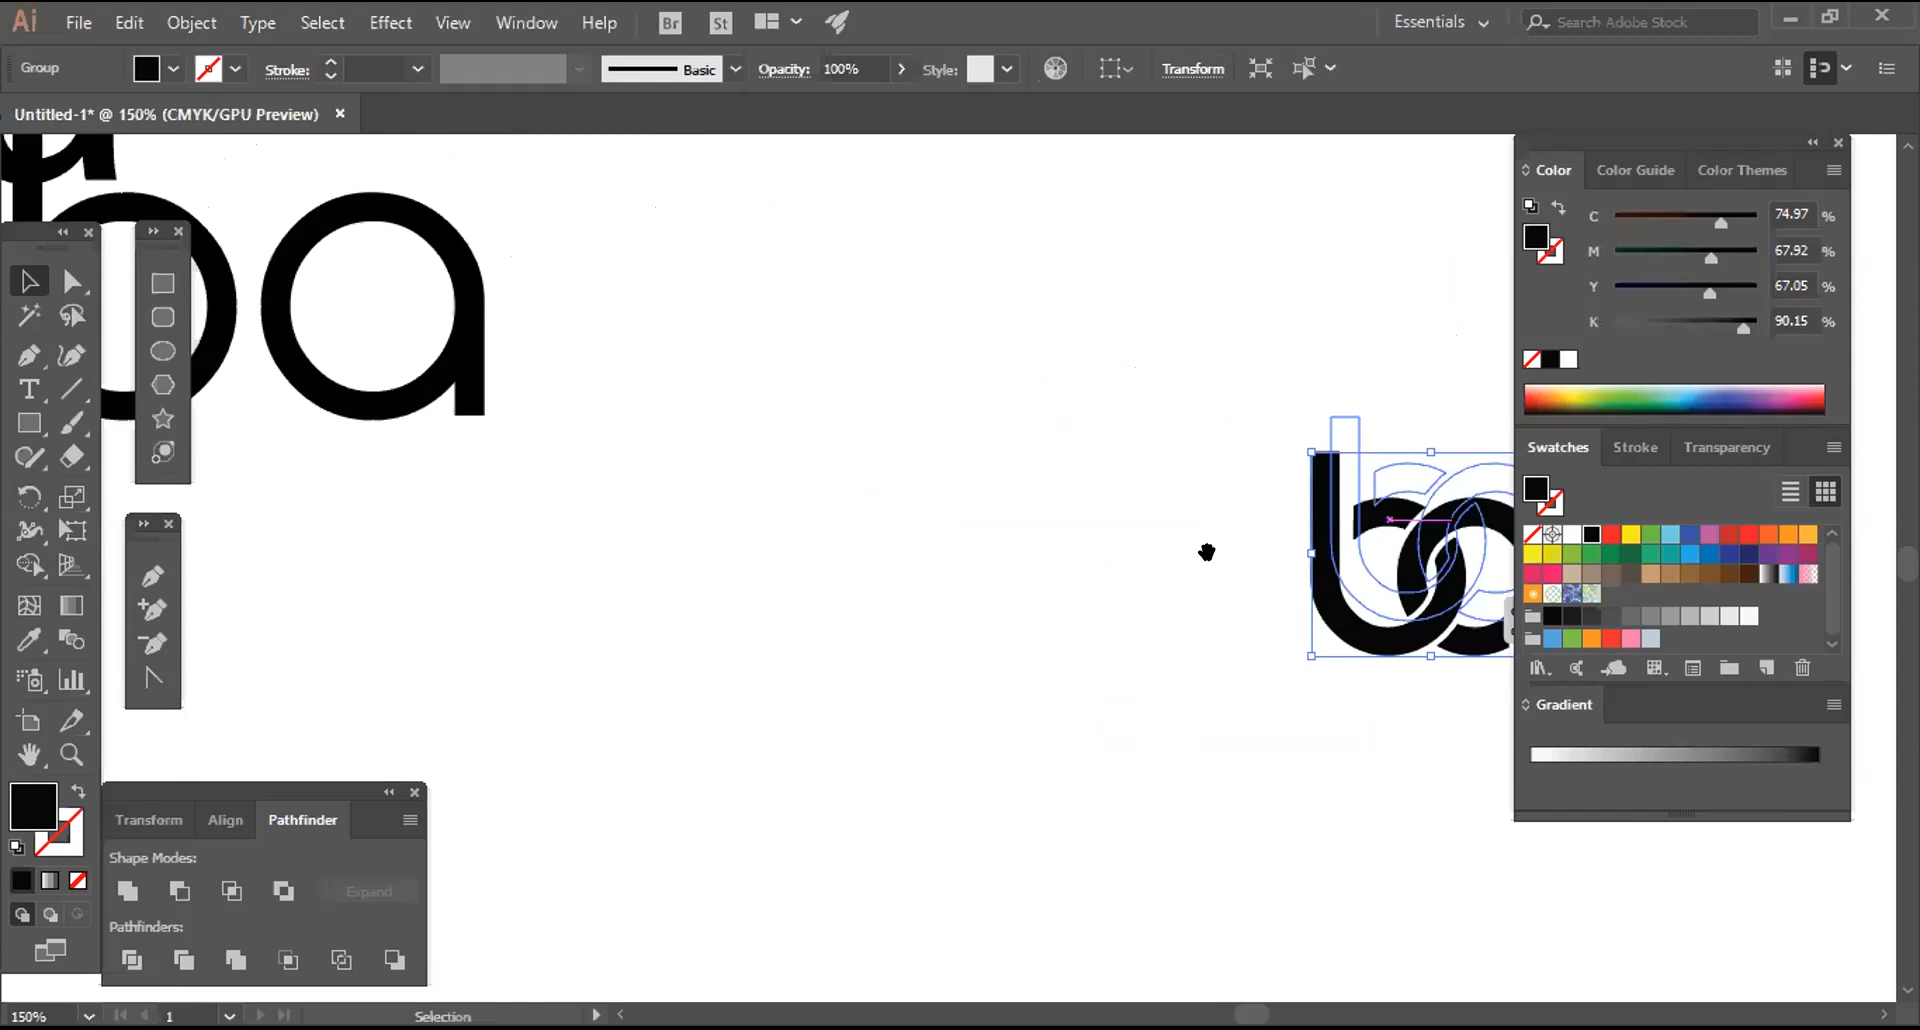 Ai File Edit Object Type Select Effect View Window Help Br St Essentials Search Adobe Stock
Group Stroke: Basic Opacity: 100% Style: Transform
Untitled-1* @ 150% (CMYK/GPU Preview)
ba
Color Color Guide Color Themes
C 74.97 %
M 67.92 %
Y 67.05 %
K 90.15 %
Swatches Stroke Transparency
Gradient
Transform Align Pathfinder
Shape Modes:
Expand
Pathfinders:
150% 1 Selection